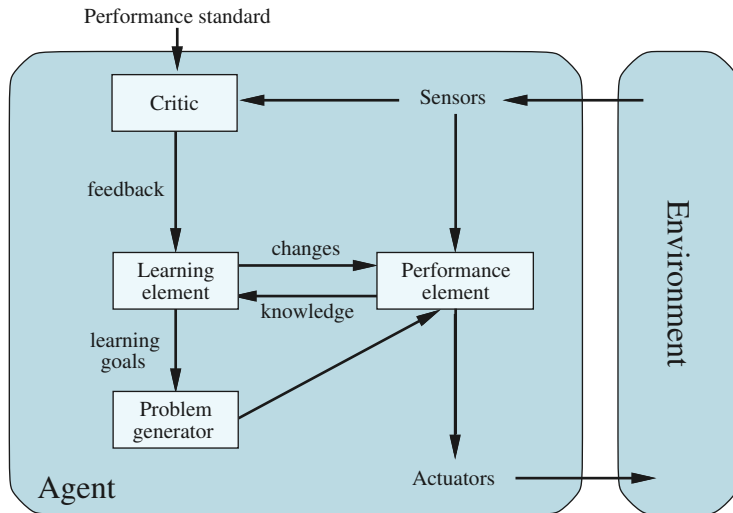 Performance standard
Critic
Sensors
feedback
changes
Learning
element
Performance
element
knowledge
learning
goals
Problem
generator
Agent
Actuators
Environment